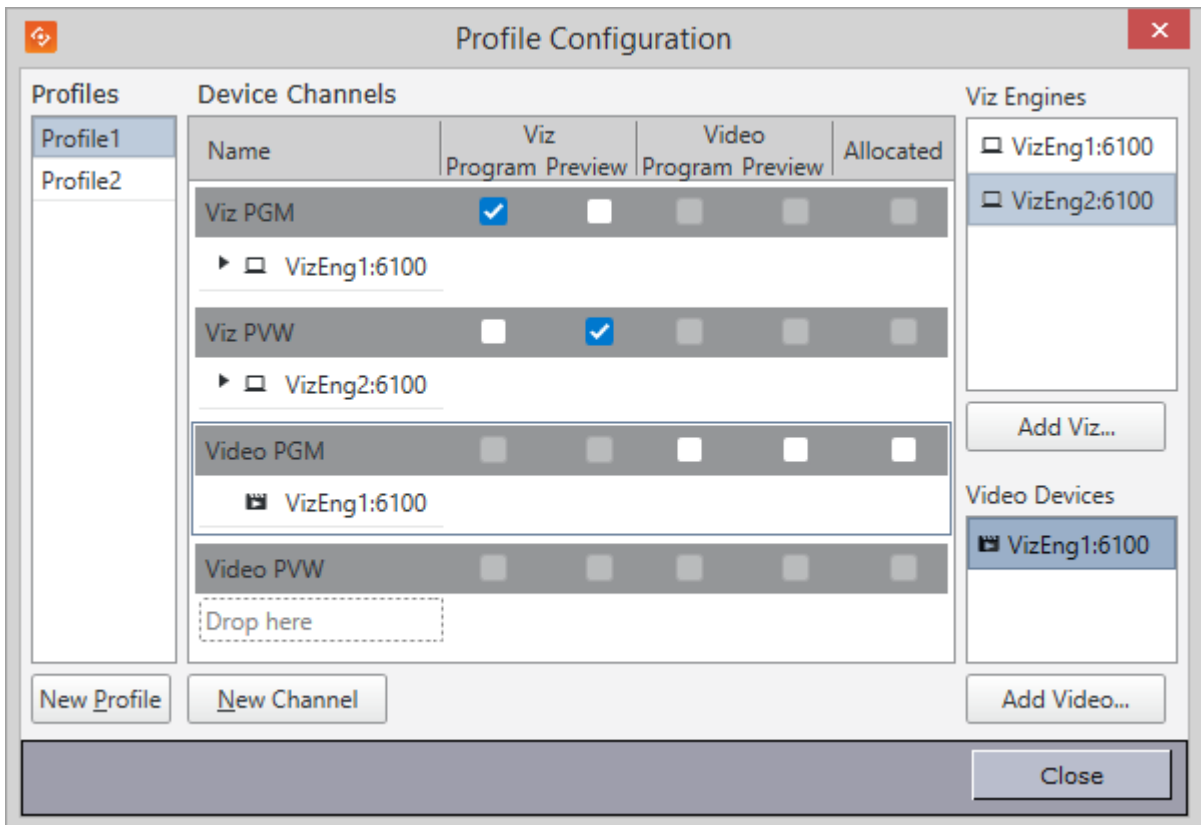 Profile Configuration
Profiles
Profile1
Profile2
New Profile
Device Channels
Name
Viz
Video
Allocated
Program Preview Program Preview
Viz PGM
VizEng1:6100
Viz PVW
VizEng2:6100
Video PGM
VizEng1:6100
Video PVW
Drop here
New Channel
Viz Engines
VizEng1:6100
VizEng2:6100
Add Viz...
Video Devices
VizEng1:6100
Add Video...
Close